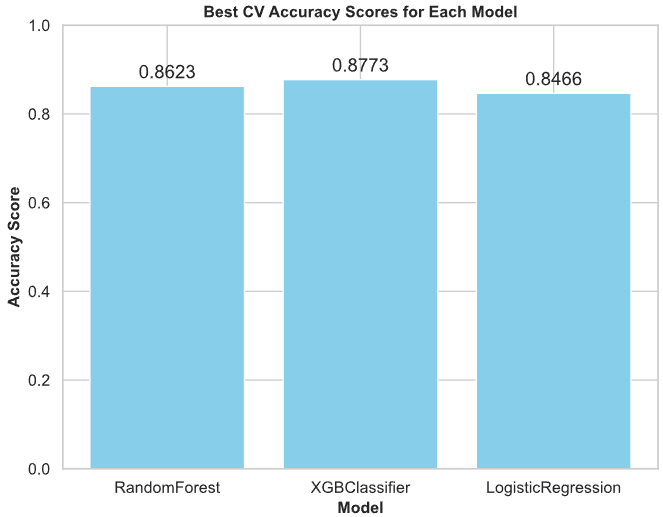 Best CV Accuracy Scores for Each Model
Accuracy Score
1.0
0.8
0.6
0.4
0.2
0.0
0.8623
0.8773
0.8466
RandomForest
XGBClassifier
LogisticRegression
Model